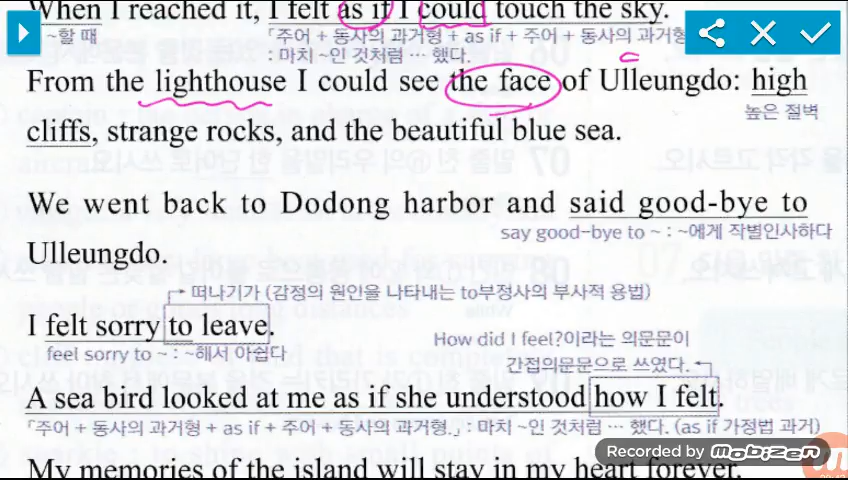 When I reached it, I felt as if I could touch the sky.
~할 때
「주어 + 동사의 과거형 + as if + 주어 + 동사의 과거형
: 마치 ~인 것처럼 … 했다.
From the lighthouse I could see the face of Ulleungdo: high
높은 절벽
cliffs, strange rocks, and the beautiful blue sea.
We went back to Dodong harbor and said good-bye to
say good-bye to ~ : ~에게 작별인사하다
Ulleungdo.
떠나기가 (감정의 원인을 나타내는 to부정사의 부사적 용법)
I felt sorry to leave.
feel sorry to ~ : ~해서 아쉽다
How did I feel?이라는 의문문이
간접의문문으로 쓰였다.
A sea bird looked at me as if she understood how I felt.
「주어 + 동사의 과거형 + as if + 주어 + 동사의 과거형.」 : 마치 ~인 것처럼 … 했다. (as if 가정법 과거)
My memories of the island will stay in my heart forever.
Recorded by Mobizen